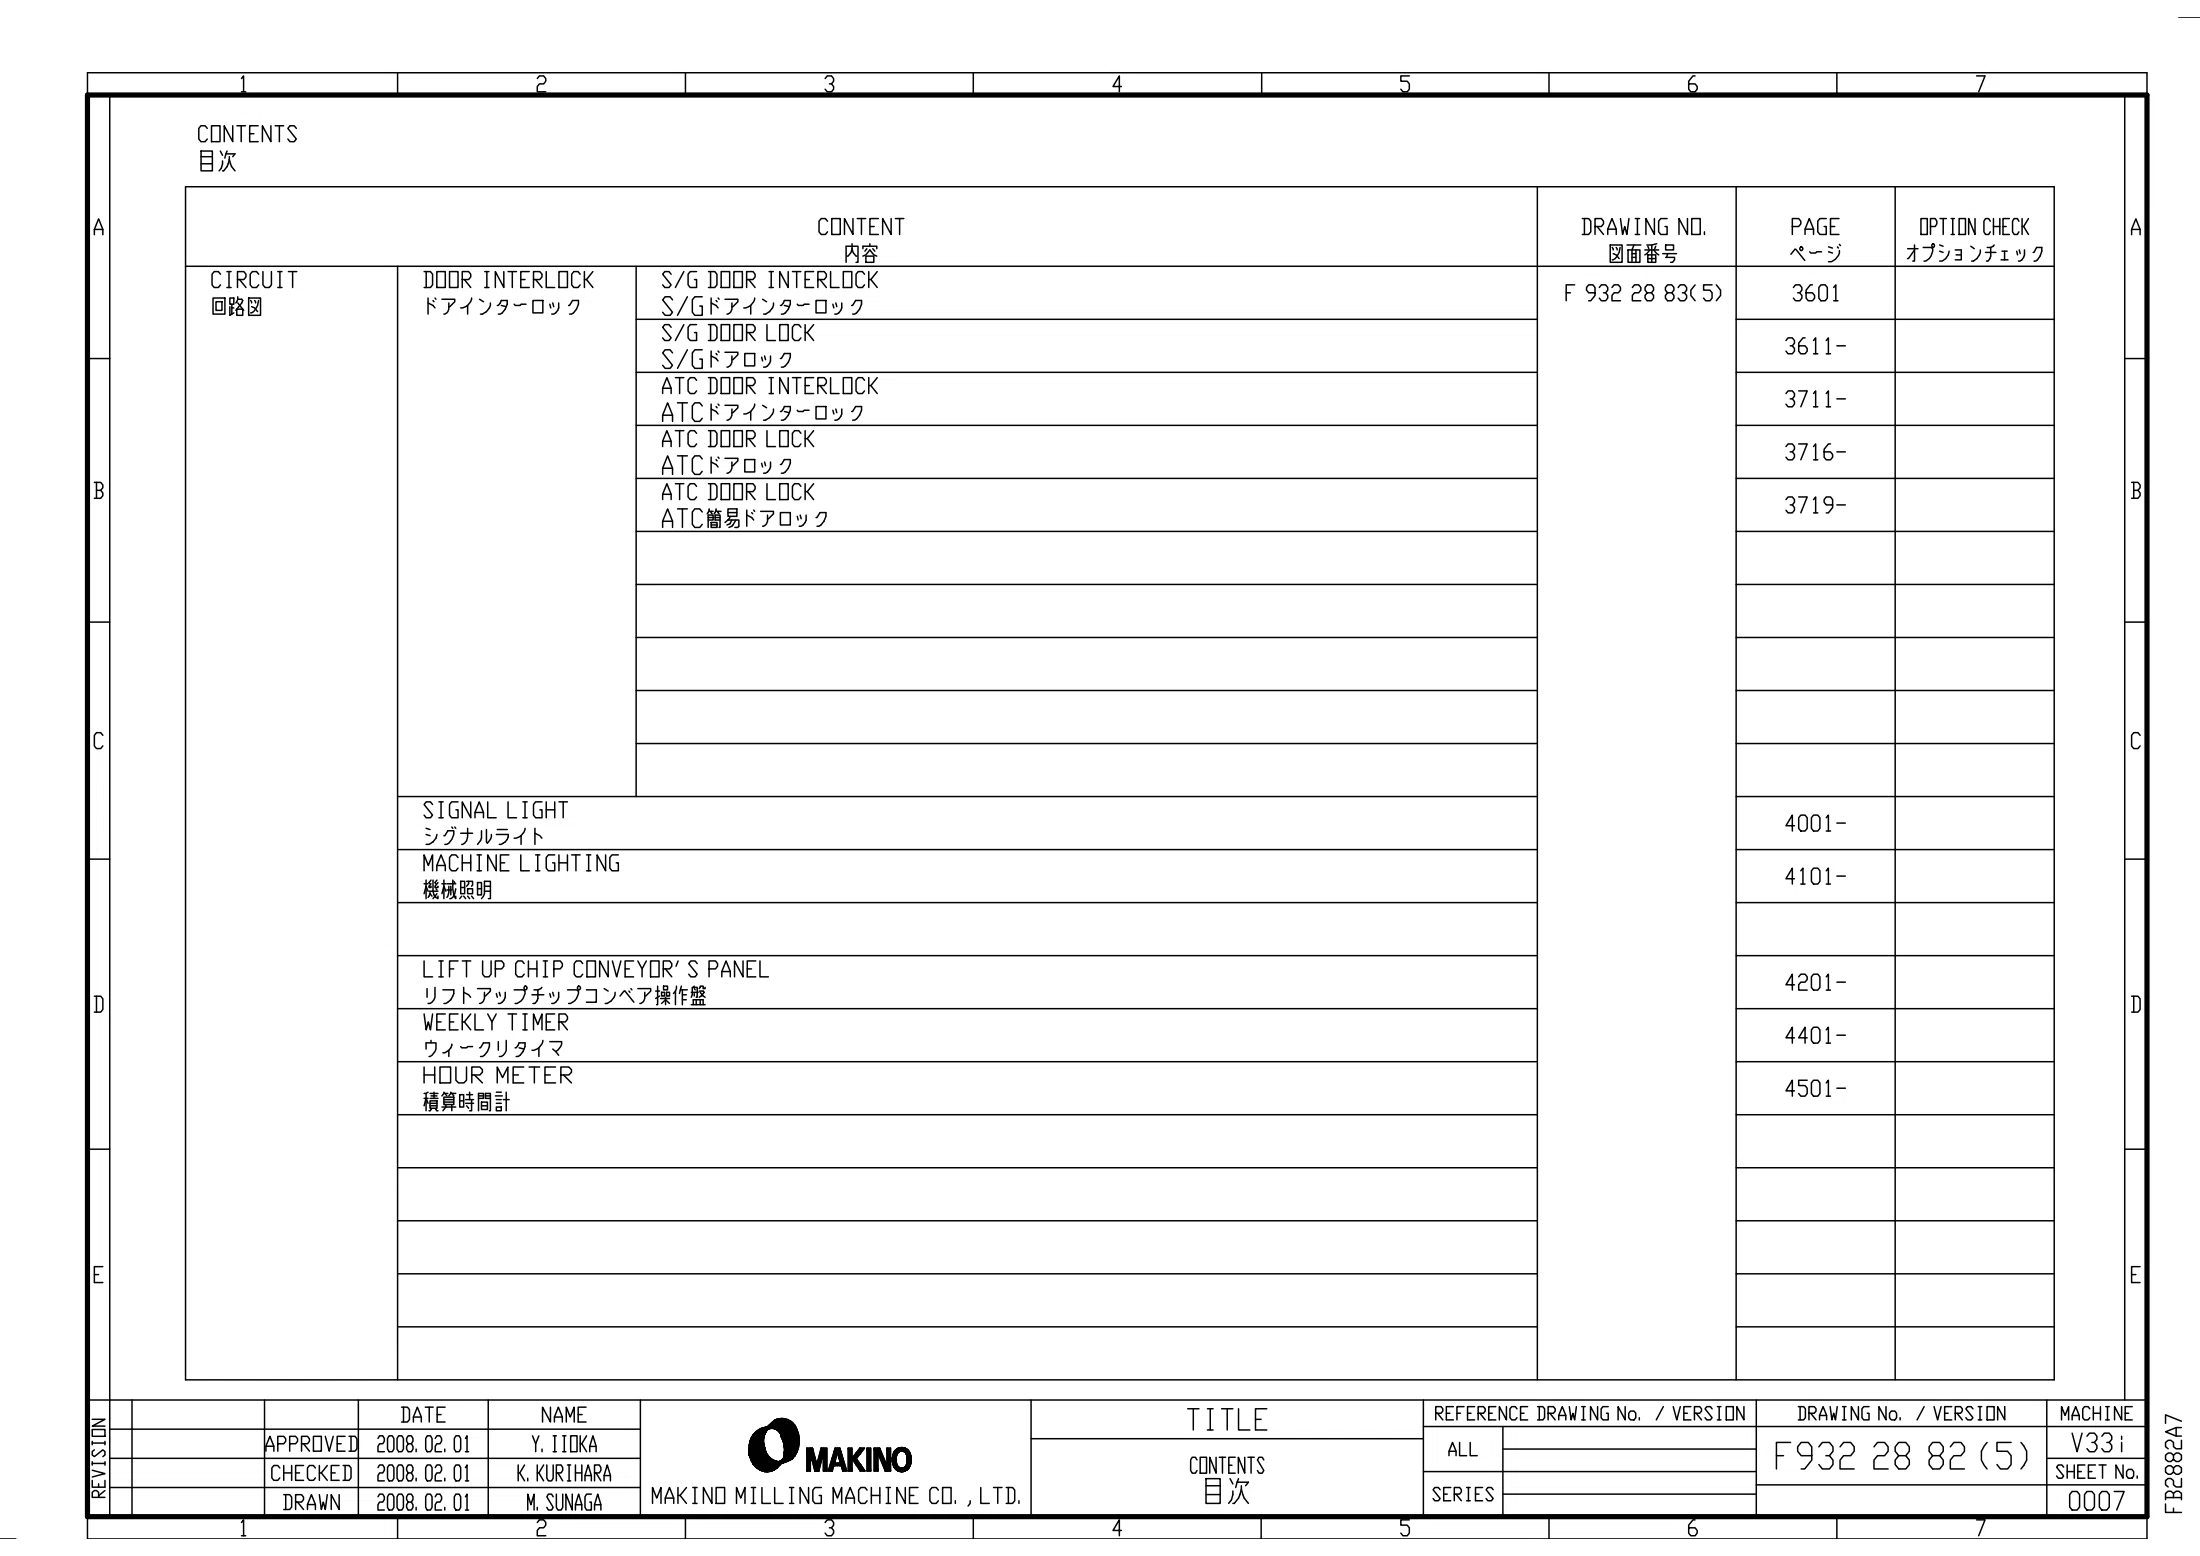 1 2 3 4 5 6 7
CONTENTS
目次
A A
CONTENT DRAWING NO. PAGE OPTION CHECK
内容 図面番号 ページ オプションチェック
CIRCUIT DOOR INTERLOCK S/G DOOR INTERLOCK F 932 28 83(5) 3601
回路図 ドアインターロック S/Gドアインターロック
S/G DOOR LOCK 3611-
S/Gドアロック
ATC DOOR INTERLOCK 3711-
ATCドアインターロック
ATC DOOR LOCK 3716-
ATCドアロック
B B
ATC DOOR LOCK 3719-
ATC簡易ドアロック
C C
SIGNAL LIGHT 4001-
シグナルライト
MACHINE LIGHTING 4101-
機械照明
LIFT UP CHIP CONVEYOR'S PANEL 4201-
リフトアップチップコンベア操作盤
D D
WEEKLY TIMER 4401-
ウィークリタイマ
HOUR METER 4501-
積算時間計
E E
REVISION
DATE NAME
APPROVED 2008.02.01 Y.IIOKA
CHECKED 2008.02.01 K.KURIHARA
DRAWN 2008.02.01 M.SUNAGA
MAKINO
MAKINO MILLING MACHINE CO.,LTD.
TITLE
CONTENTS
目次
REFERENCE DRAWING No. / VERSION
ALL
SERIES
DRAWING No. / VERSION
F932 28 82(5)
MACHINE
V33i
SHEET No.
0007
FB2882A7
1 2 3 4 5 6 7